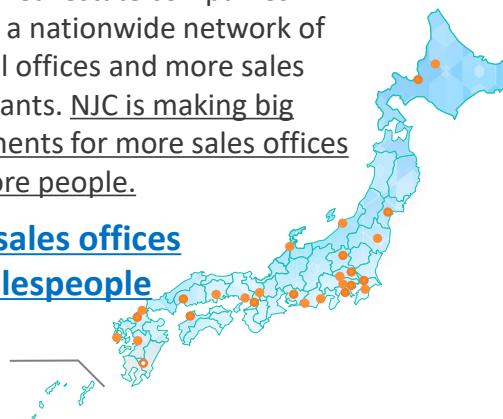 a nationwide network of
l offices and more sales
ants. NJC is making big
ments for more sales offices
ore people.
sales offices
lespeople